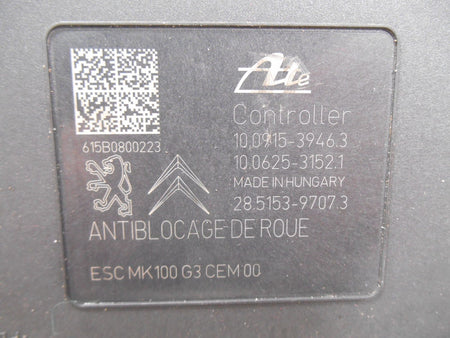 Ate
Controller
10.0915-3946.3
615B0800223
10.0625-3152.1
MADE IN HUNGARY
28.5153-9707.3
ANTIBLOCAGE DE ROUE
ESC MK100 G3 CEM 00